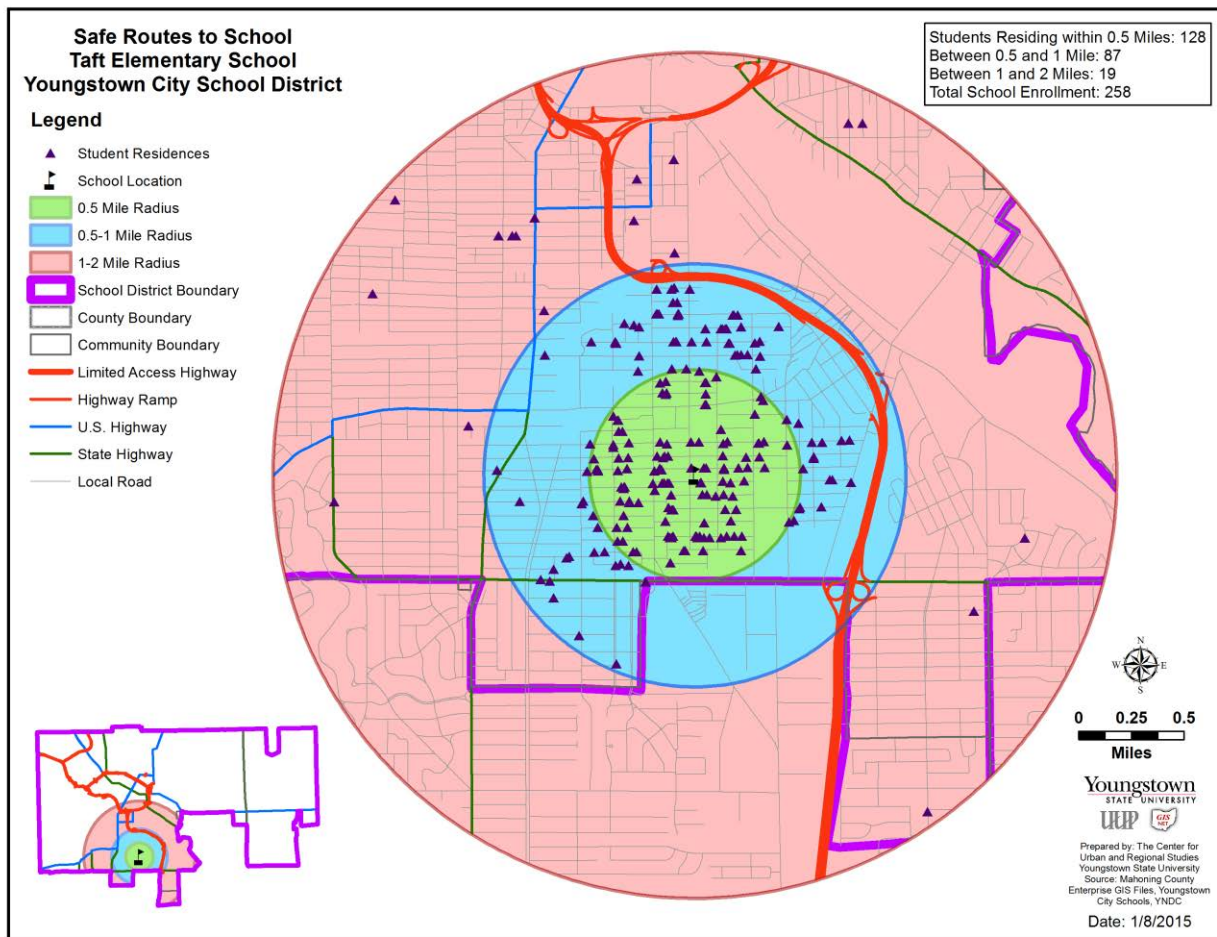 Safe Routes to School
Taft Elementary School
Youngstown City School District
Legend
Student Residences
School Location
0.5 Mile Radius
0.5-1 Mile Radius
1-2 Mile Radius
School District Boundary
County Boundary
Community Boundary
Limited Access Highway
Highway Ramp
U.S. Highway
State Highway
Local Road
Students Residing within 0.5 Miles: 128
Between 0.5 and 1 Mile: 87
Between 1 and 2 Miles: 19
Total School Enrollment: 258
N
W E
S
0 0.25 0.5
Miles
Youngstown
STATE UNIVERSITY
UUP GIS NET
Prepared by: The Center for
Urban and Regional Studies
Youngstown State University
Source: Mahoning County
Enterprise GIS Files, Youngstown
City Schools, YNDC
Date: 1/8/2015